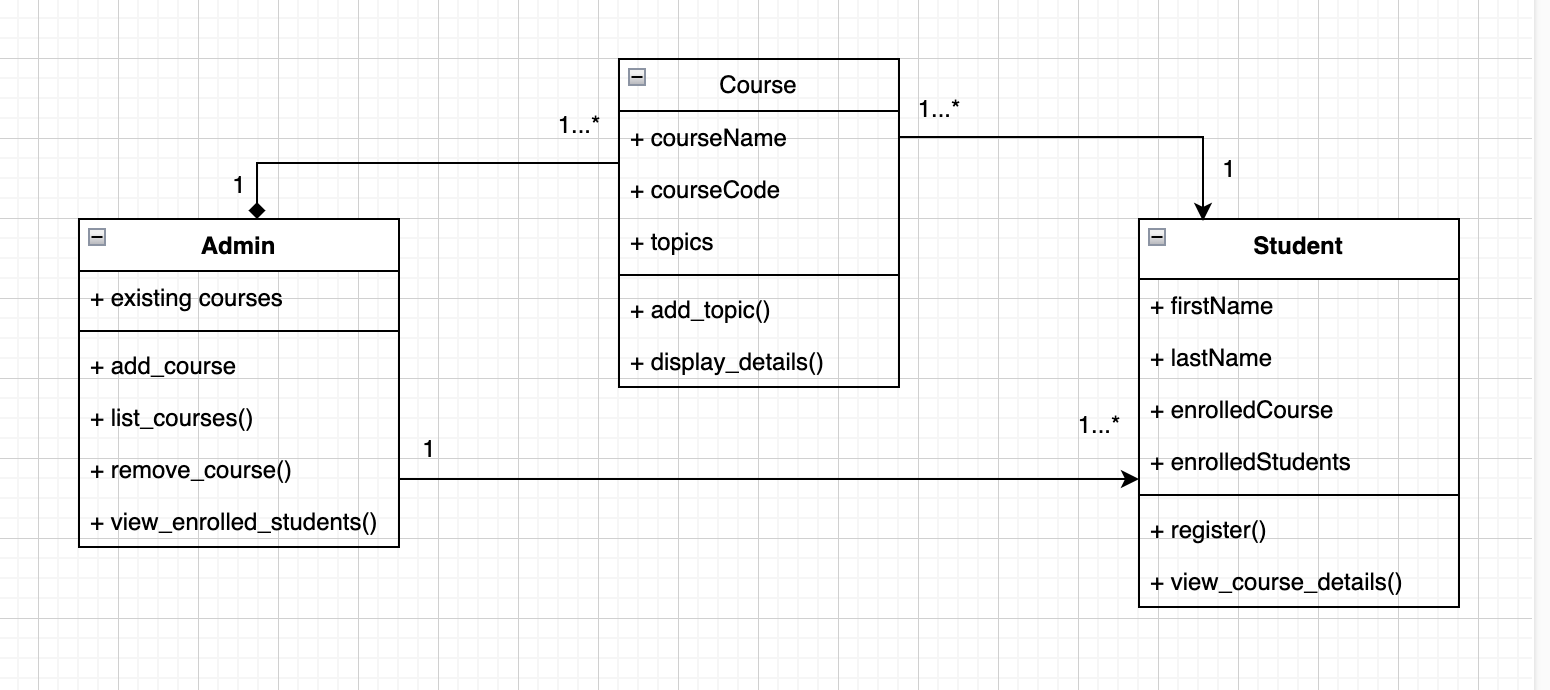 Course
+ courseName
+ courseCode
+ topics
+ add_topic()
+ display_details()
1...*
1...*
1
1
Admin
+ existing courses
+ add_course
+ list_courses()
+ remove_course()
+ view_enrolled_students()
1
1...*
Student
+ firstName
+ lastName
+ enrolledCourse
+ enrolledStudents
+ register()
+ view_course_details()